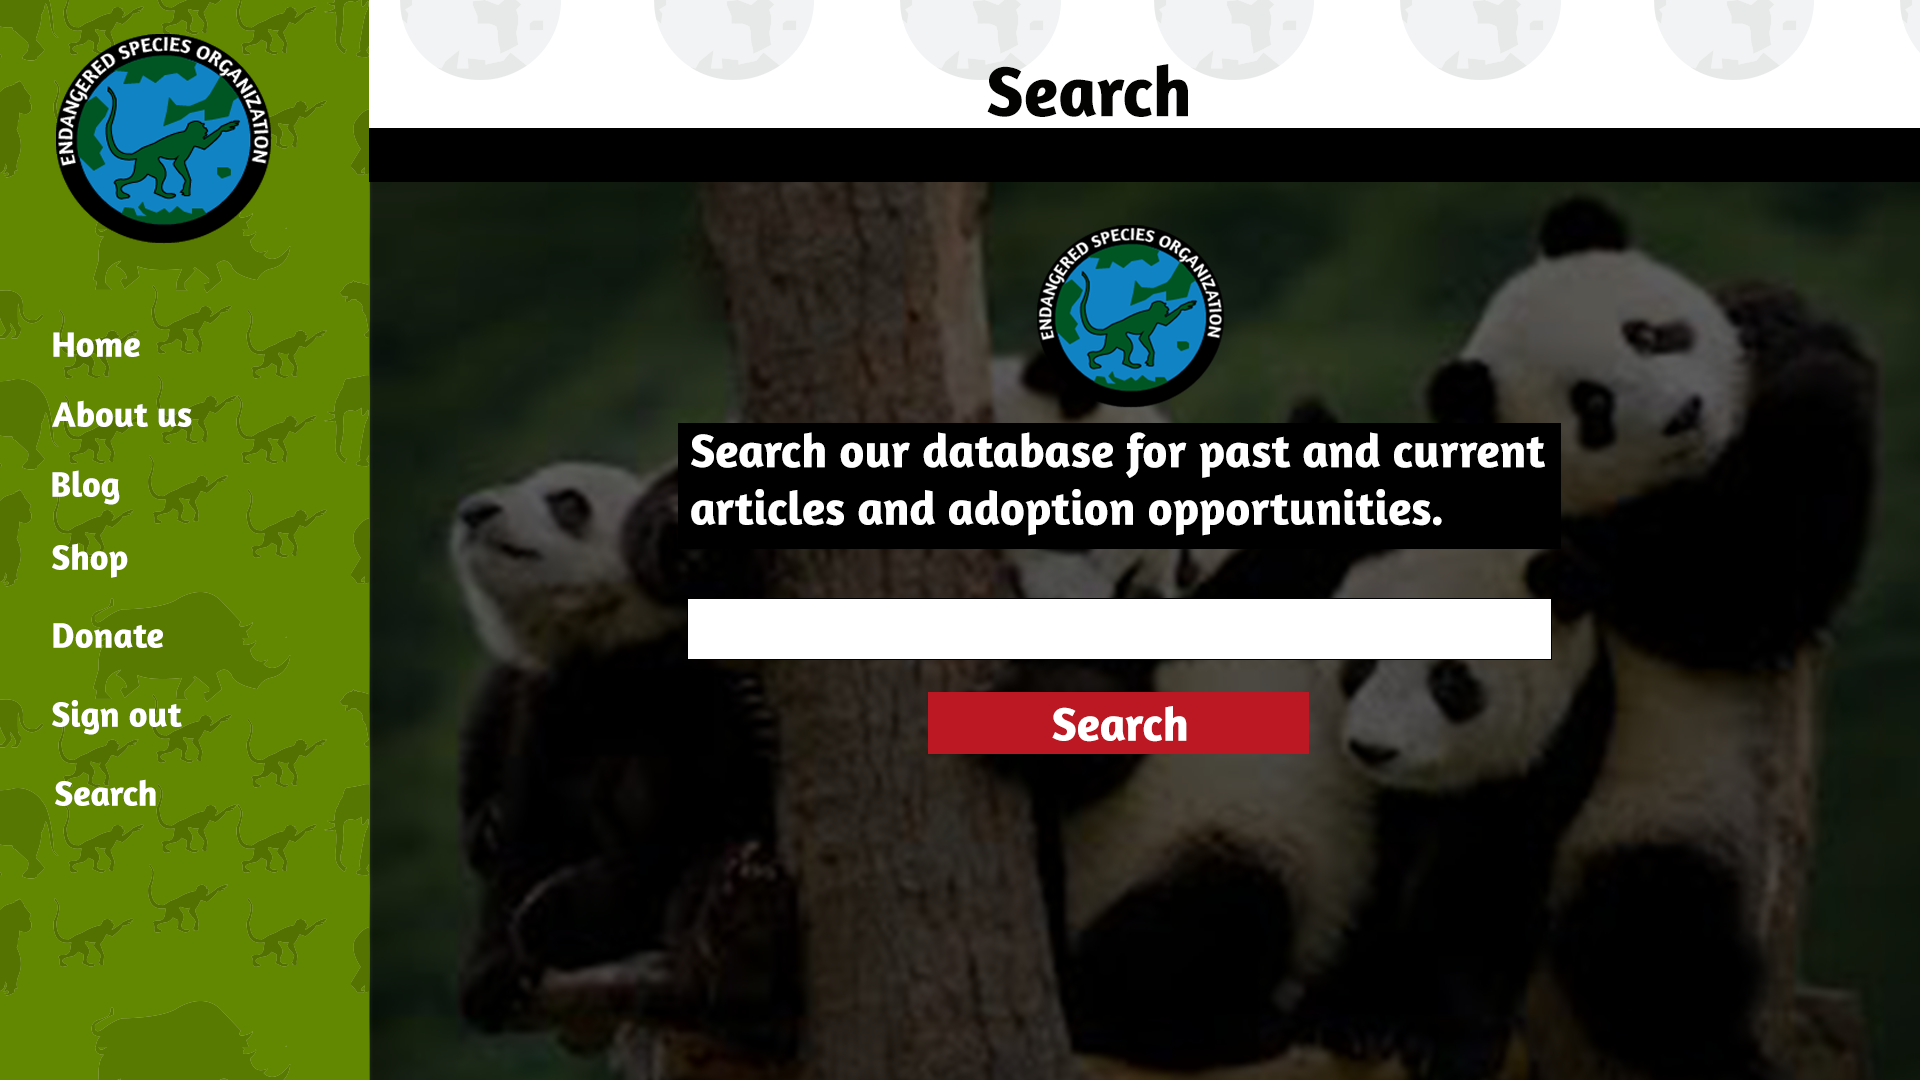 ENDANGERED SPECIES ORGANIZATION
Home
About us
Blog
Shop
Donate
Sign out
Search
Search
ENDANGERED SPECIES ORGANIZATION
Search our database for past and current
articles and adoption opportunities.
Search